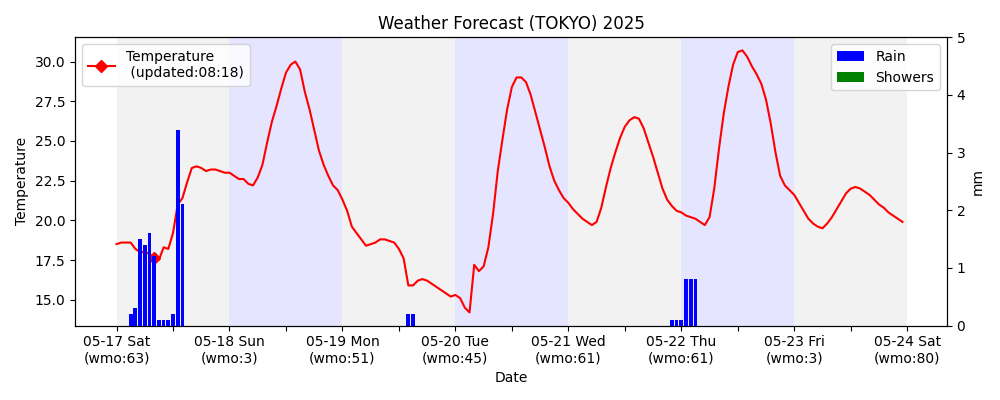 Weather Forecast (TOKYO) 2025
Temperature
(updated:08:18)
Rain
Showers
30.0
27.5
25.0
22.5
20.0
17.5
15.0
Temperature
5
4
3
2
1
0
mm
05-17 Sat
(wmo:63)
05-18 Sun
(wmo:3)
05-19 Mon
(wmo:51)
05-20 Tue
(wmo:45)
05-21 Wed
(wmo:61)
05-22 Thu
(wmo:61)
05-23 Fri
(wmo:3)
05-24 Sat
(wmo:80)
Date